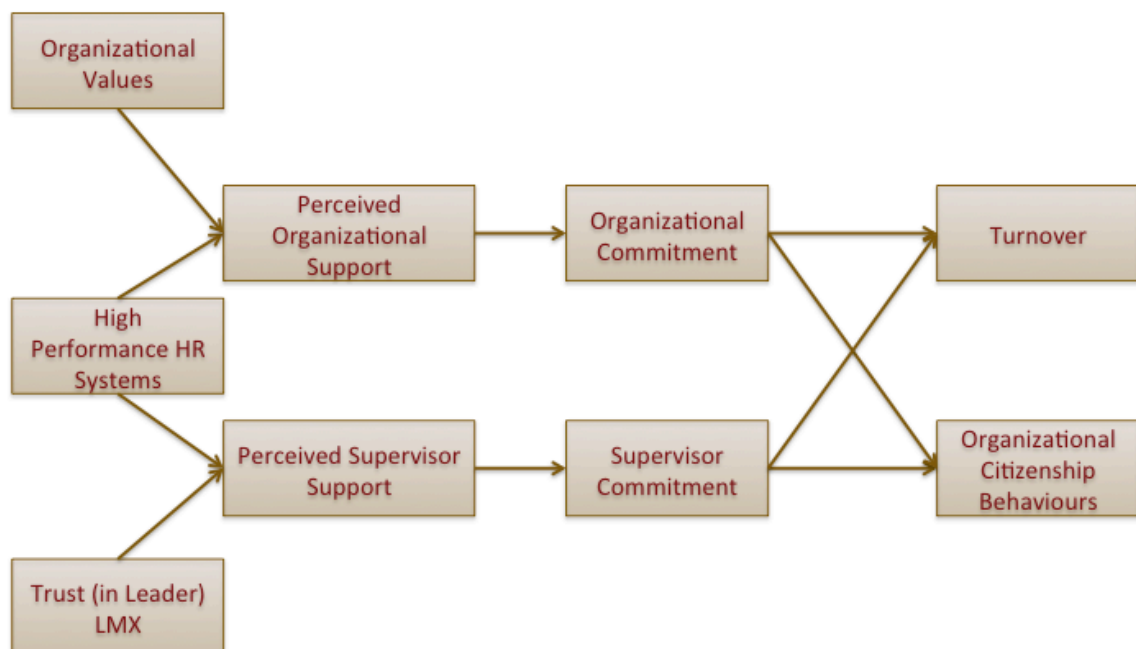 Organizational
Values
Perceived
Organizational
Support
Organizational
Commitment
Turnover
High
Performance HR
Systems
Perceived Supervisor
Support
Supervisor
Commitment
Organizational
Citizenship
Behaviours
Trust (in Leader)
LMX